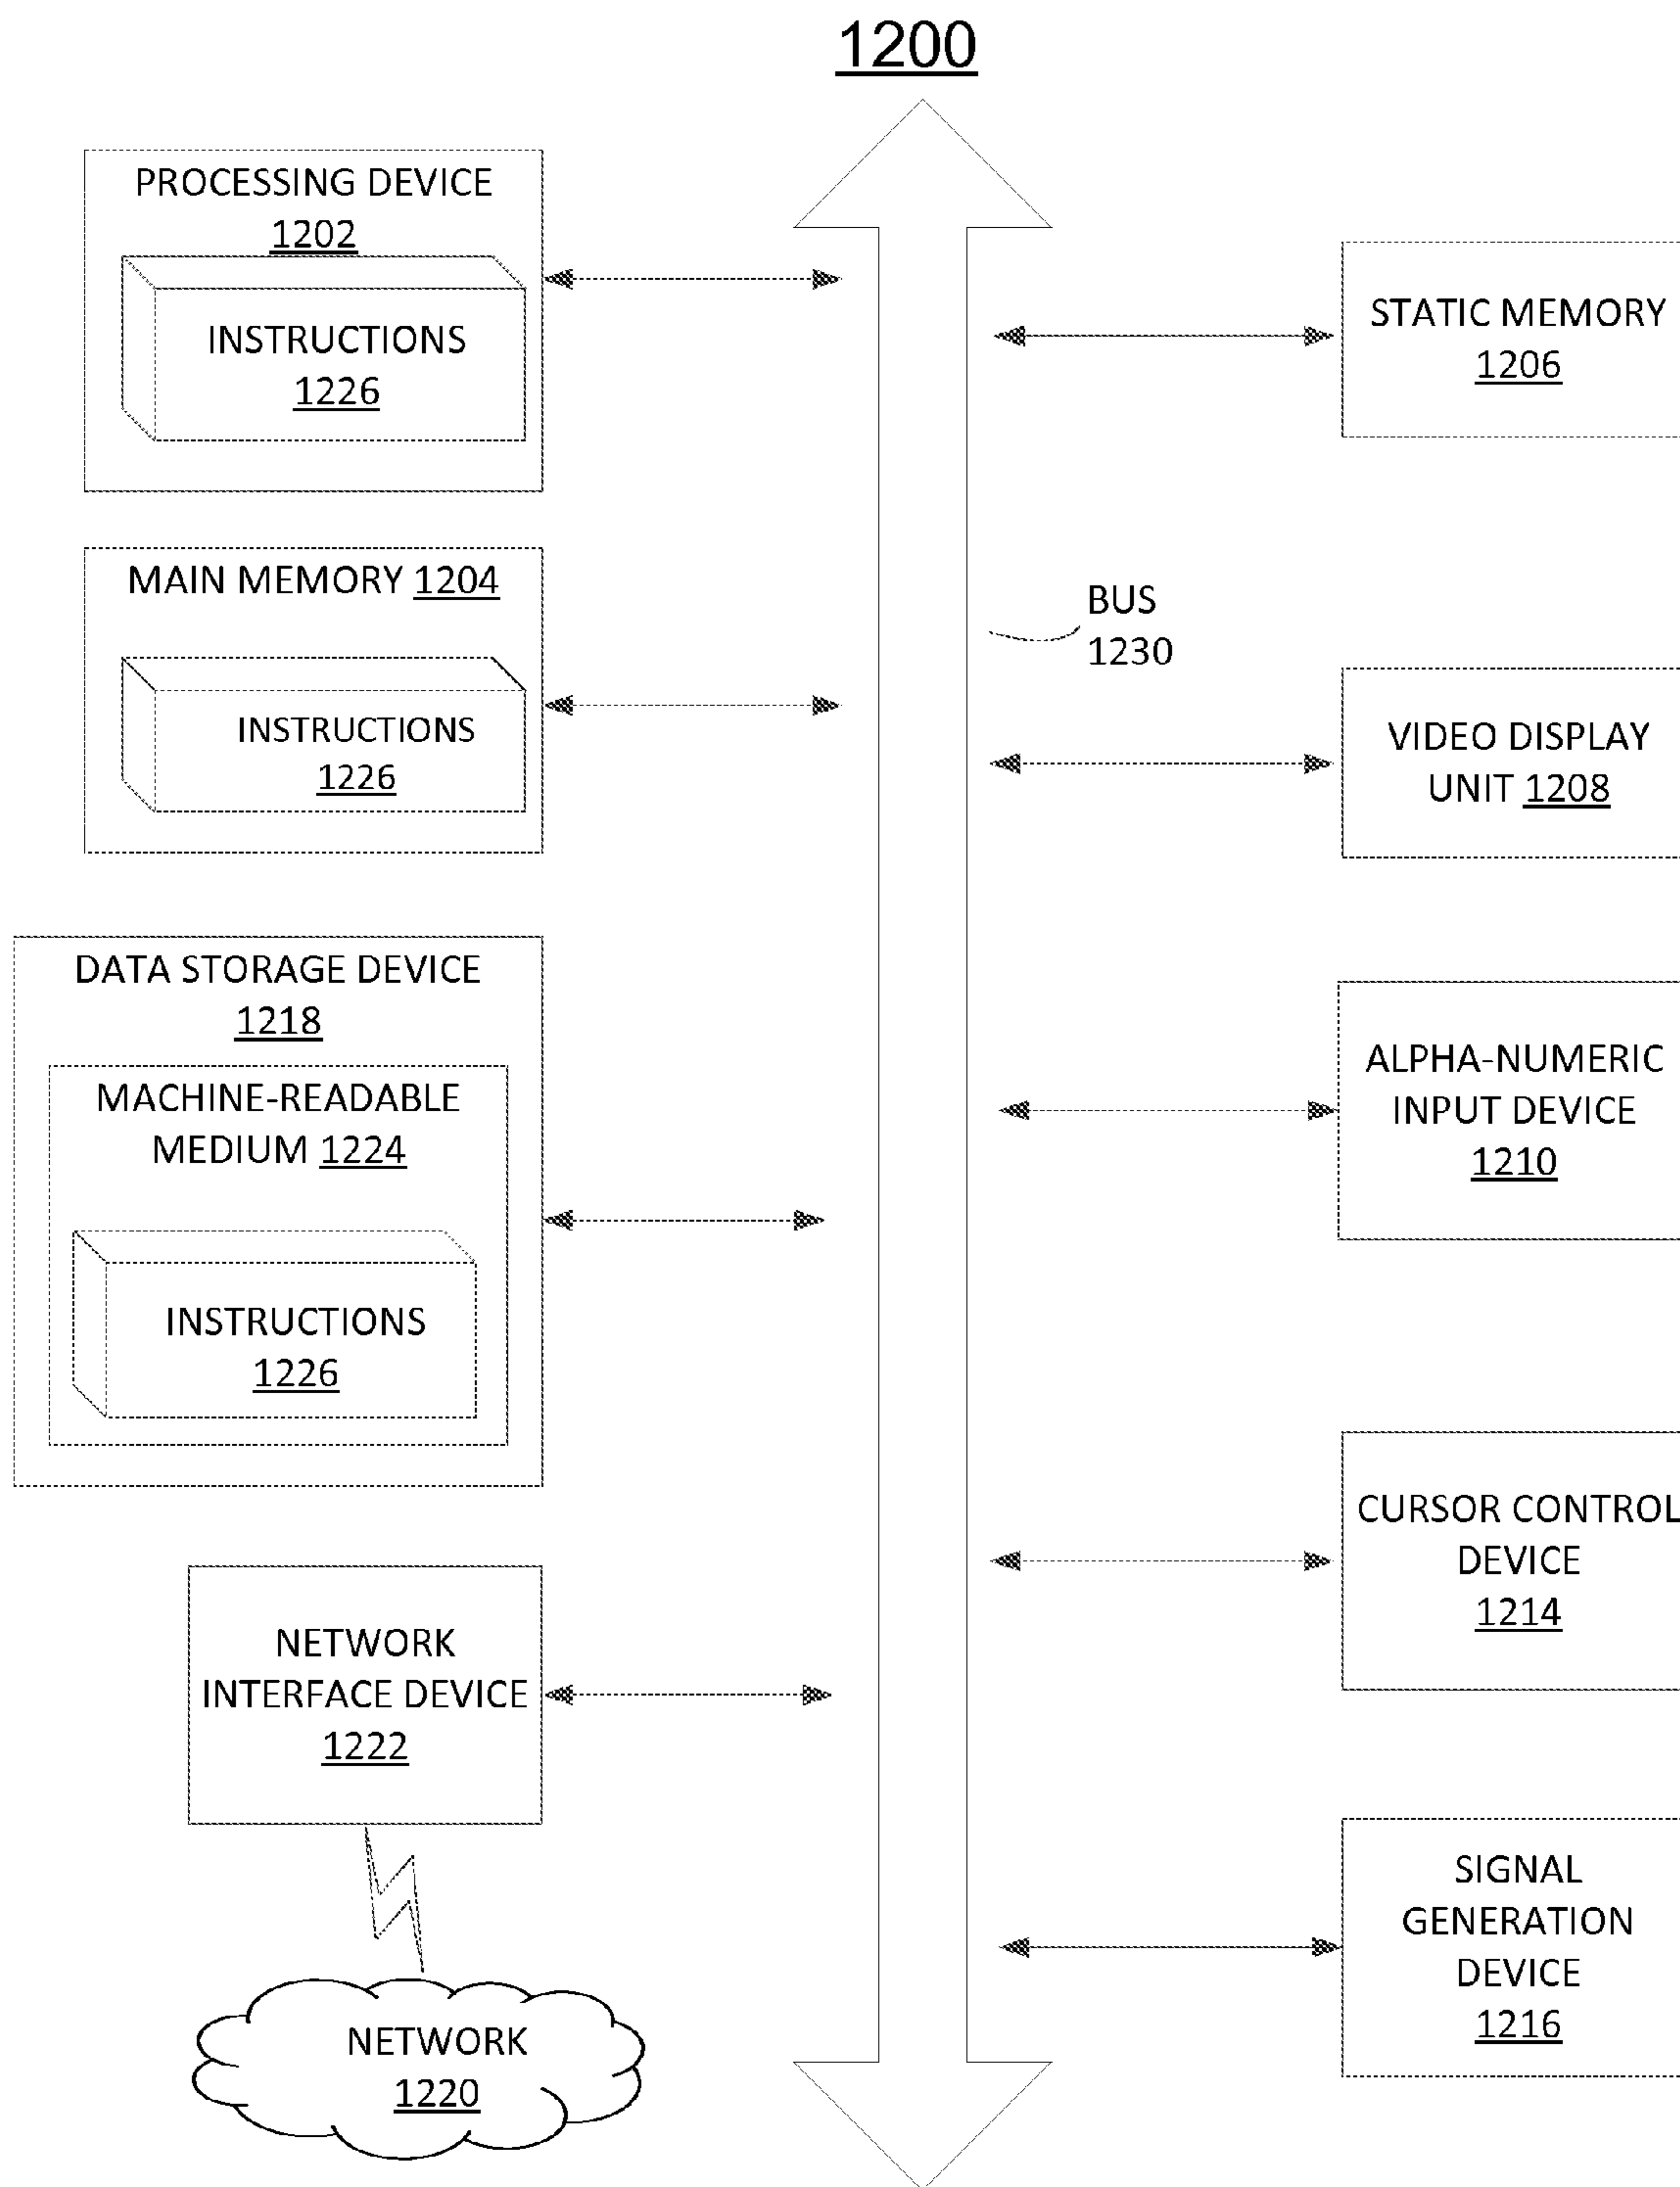 1200
PROCESSING DEVICE
1202
INSTRUCTIONS
1226
MAIN MEMORY 1204
INSTRUCTIONS
1226
DATA STORAGE DEVICE
1218
MACHINE-READABLE
MEDIUM 1224
INSTRUCTIONS
1226
NETWORK
INTERFACE DEVICE
1222
NETWORK
1220
BUS
1230
STATIC MEMORY
1206
VIDEO DISPLAY
UNIT 1208
ALPHA-NUMERIC
INPUT DEVICE
1210
CURSOR CONTROL
DEVICE
1214
SIGNAL
GENERATION
DEVICE
1216